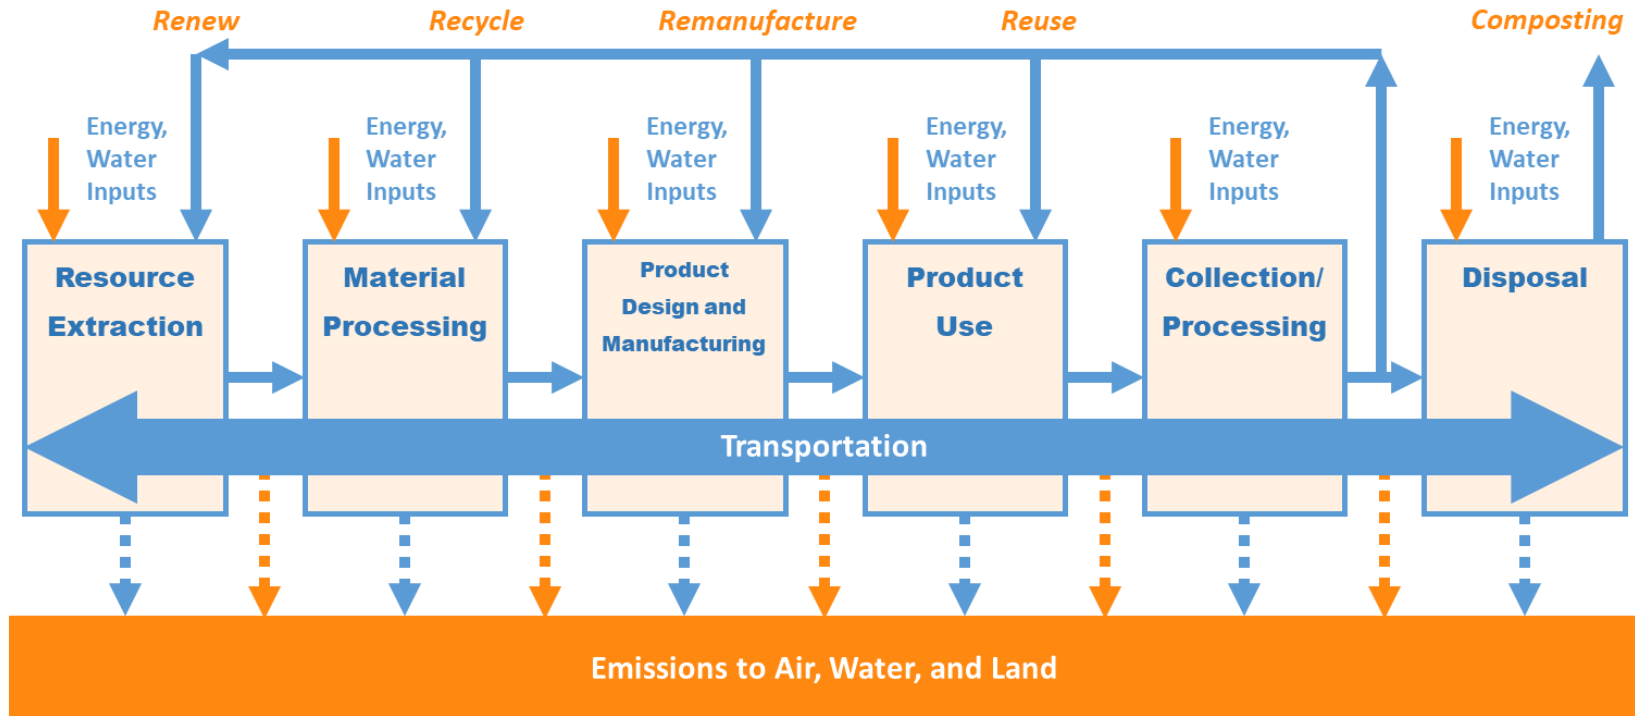 Renew
Recycle
Remanufacture
Reuse
Composting
Energy,
Water
Inputs
Energy,
Water
Inputs
Energy,
Water
Inputs
Energy,
Water
Inputs
Energy,
Water
Inputs
Energy,
Water
Inputs
Resource
Extraction
Material
Processing
Product
Design and
Manufacturing
Product
Use
Collection/
Processing
Disposal
Transportation
Emissions to Air, Water, and Land